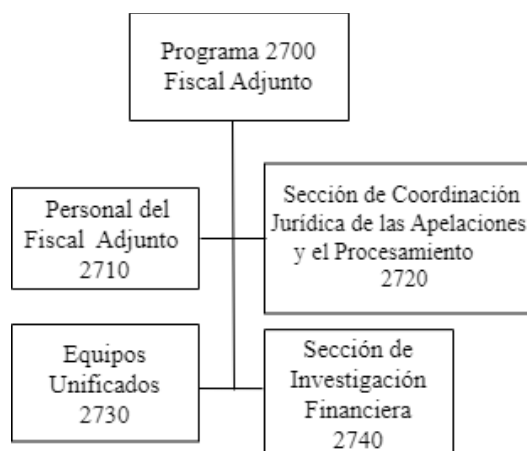 Programa 2700
Fiscal Adjunto
Personal del
Fiscal Adjunto
2710
Sección de Coordinación
Jurídica de las Apelaciones
y el Procesamiento
2720
Equipos
Unificados
2730
Sección de
Investigación
Financiera
2740